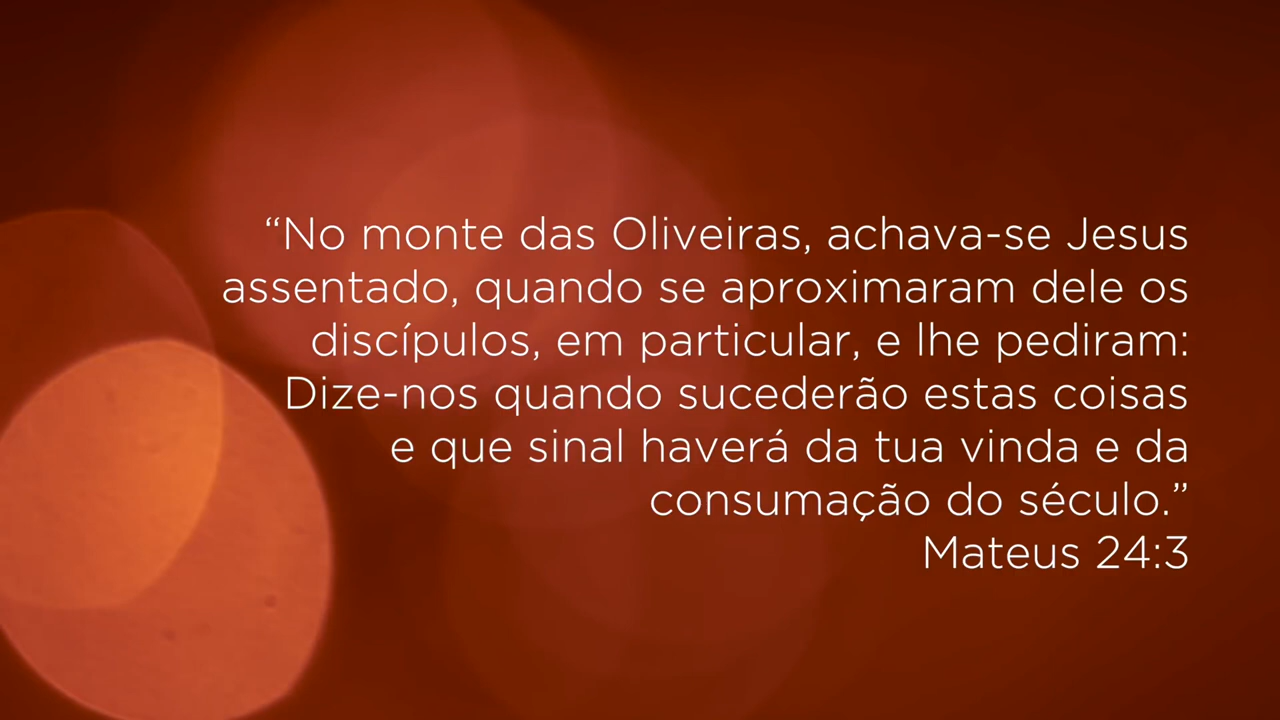 “No monte das Oliveiras, achava-se Jesus
assentado, quando se aproximaram dele os
discípulos, em particular, e lhe pediram:
Dize-nos quando sucederão estas coisas
e que sinal haverá da tua vinda e da
consumação do século.”
Mateus 24:3